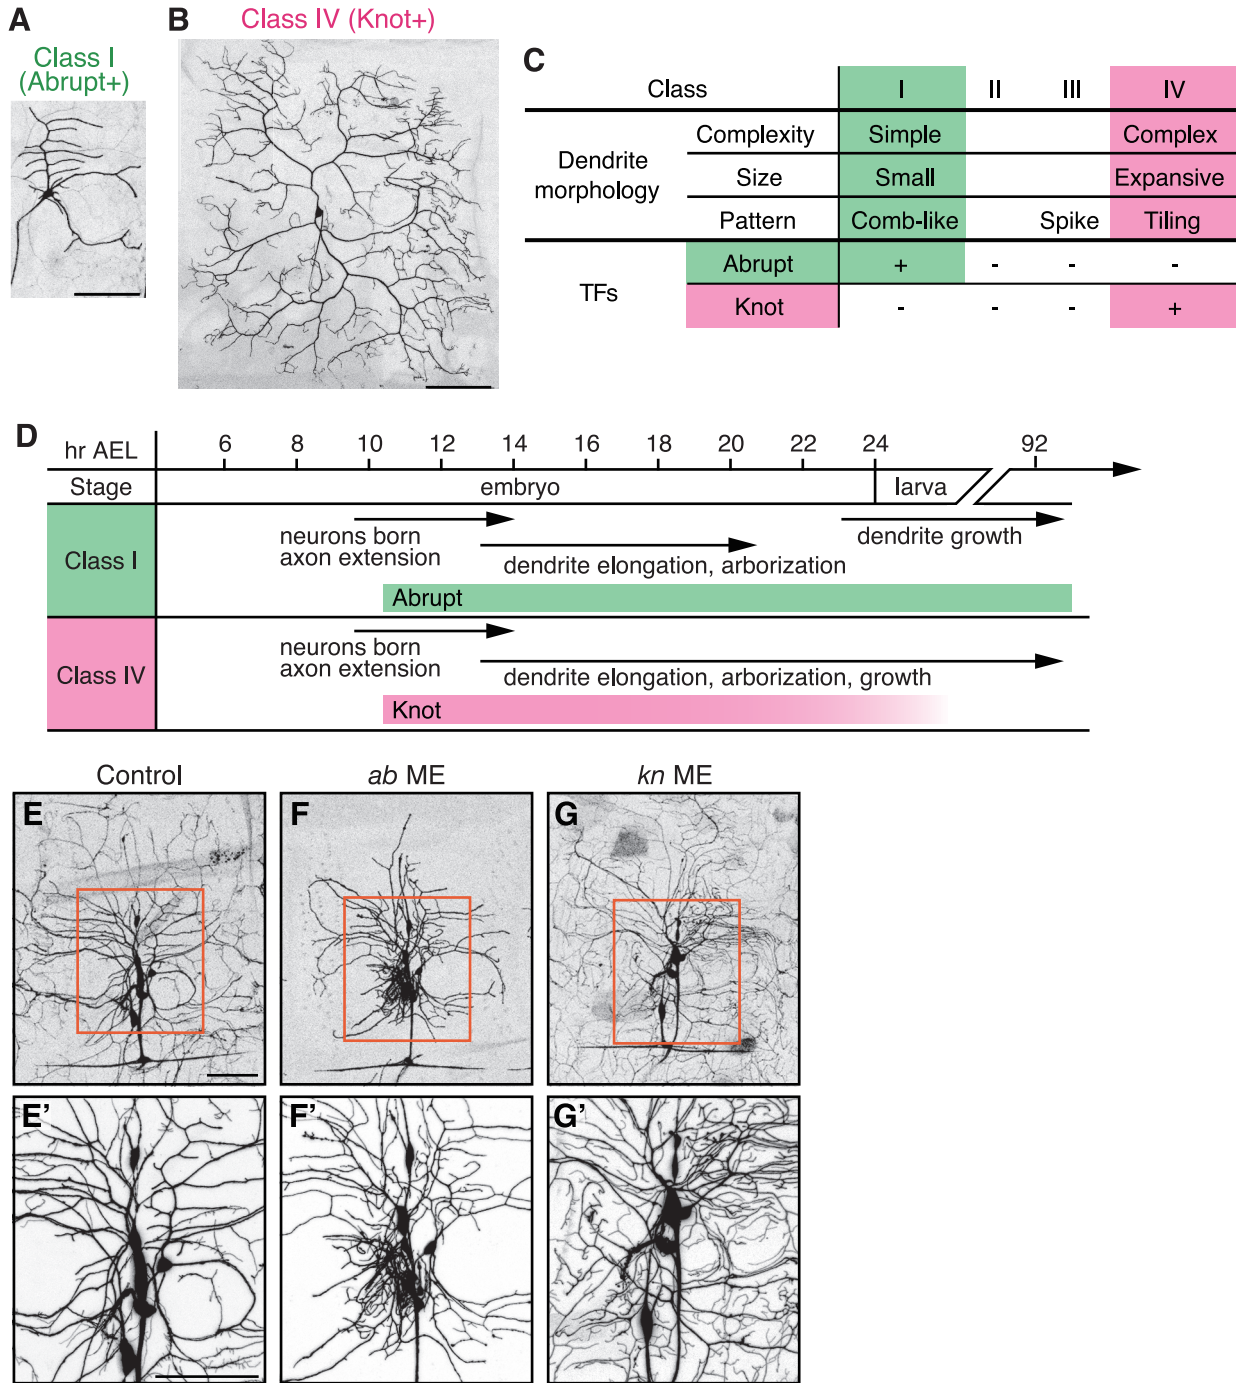 A
Class I
(Abrupt+)
B
Class IV (Knot+)
C
Class I II III IV
Dendrite
morphology
Complexity Simple Complex
Size Small Expansive
Pattern Comb-like Spike Tiling
TFs
Abrupt + - - -
Knot - - - +
D
hr AEL 6 8 10 12 14 16 18 20 22 24 92
Stage embryo larva
Class I
neurons born
axon extension
dendrite elongation, arborization
dendrite growth
Abrupt
Class IV
neurons born
axon extension
dendrite elongation, arborization, growth
Knot
Control ab ME kn ME
E F G
E' F' G'